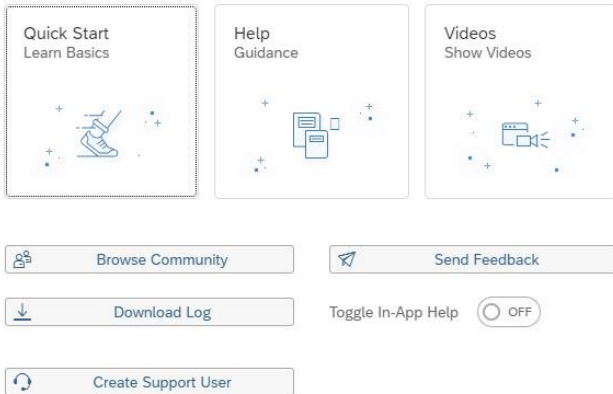 Quick Start
Learn Basics
Help
Guidance
Videos
Show Videos
Browse Community
Send Feedback
Download Log
Toggle In-App Help
OFF
Create Support User